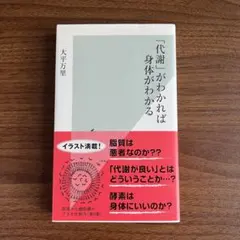 「代謝」がわかれば
身体がわかる
大平万里
イラスト満載!
脂質は
悪者なのか??
「代謝が良い」とは
どういうことか…?
酵素は
身体にいいのか?